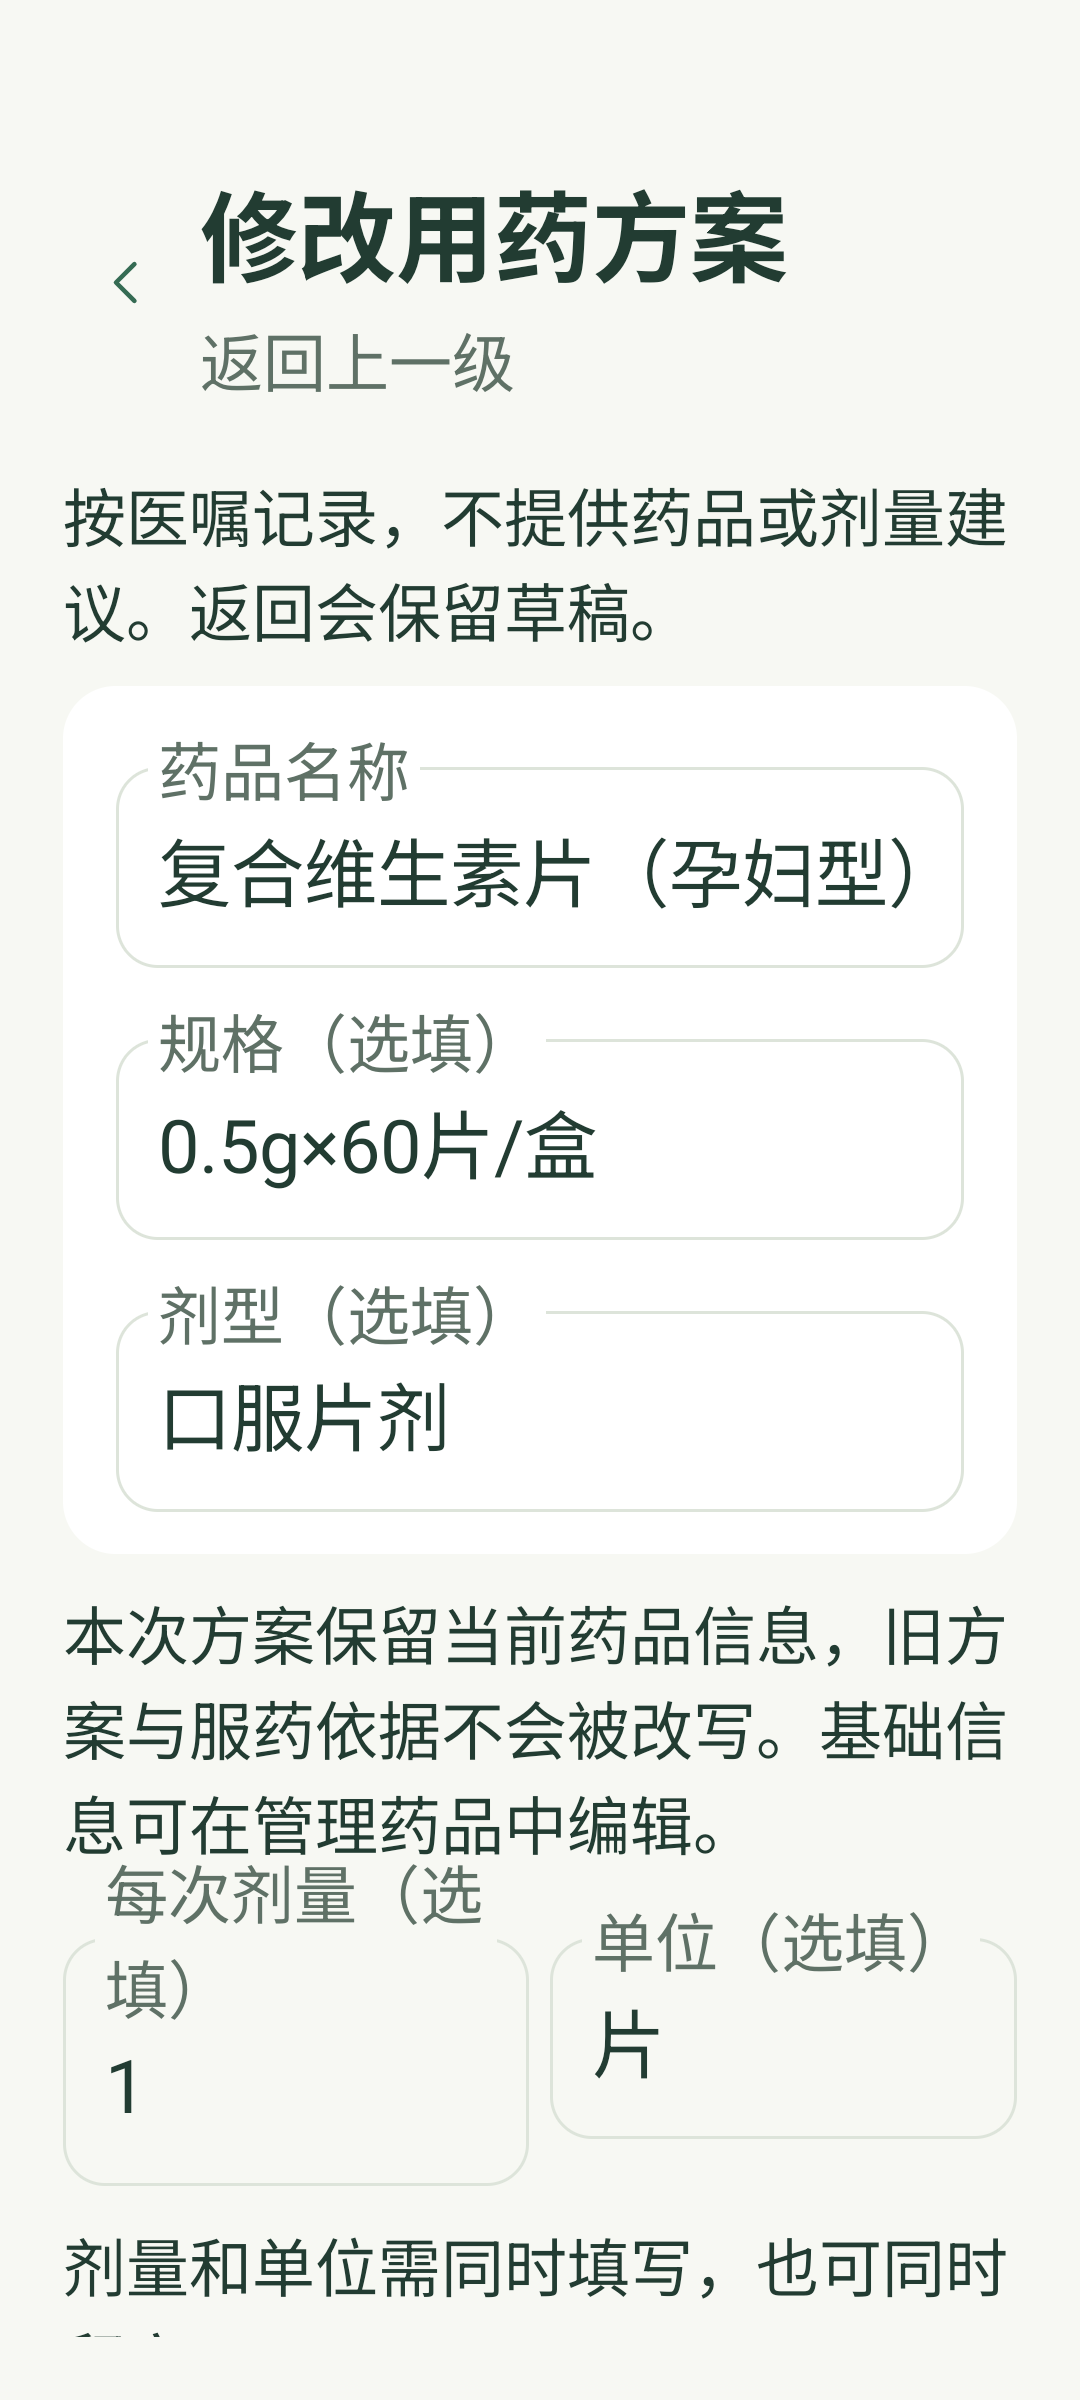 修改用药方案
返回上一级
按医嘱记录，不提供药品或剂量建
议。返回会保留草稿。
药品名称
复合维生素片（孕妇型）
规格（选填）
0.5g×60片/盒
剂型（选填）
口服片剂
本次方案保留当前药品信息，旧方
案与服药依据不会被改写。基础信
息可在管理药品中编辑。
每次剂量（选
填）
1
单位（选填）
片
剂量和单位需同时填写，也可同时